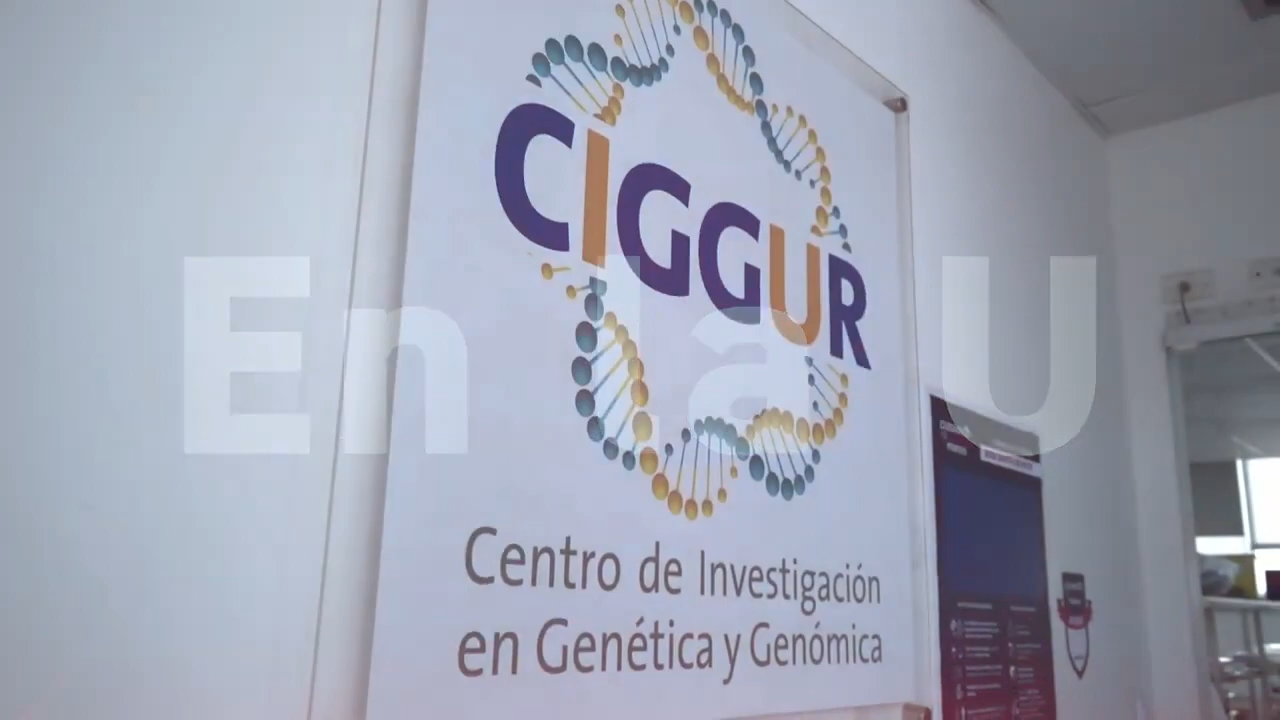 CIGGUR
En la U
Centro de Investigación
en Genética y Genómica